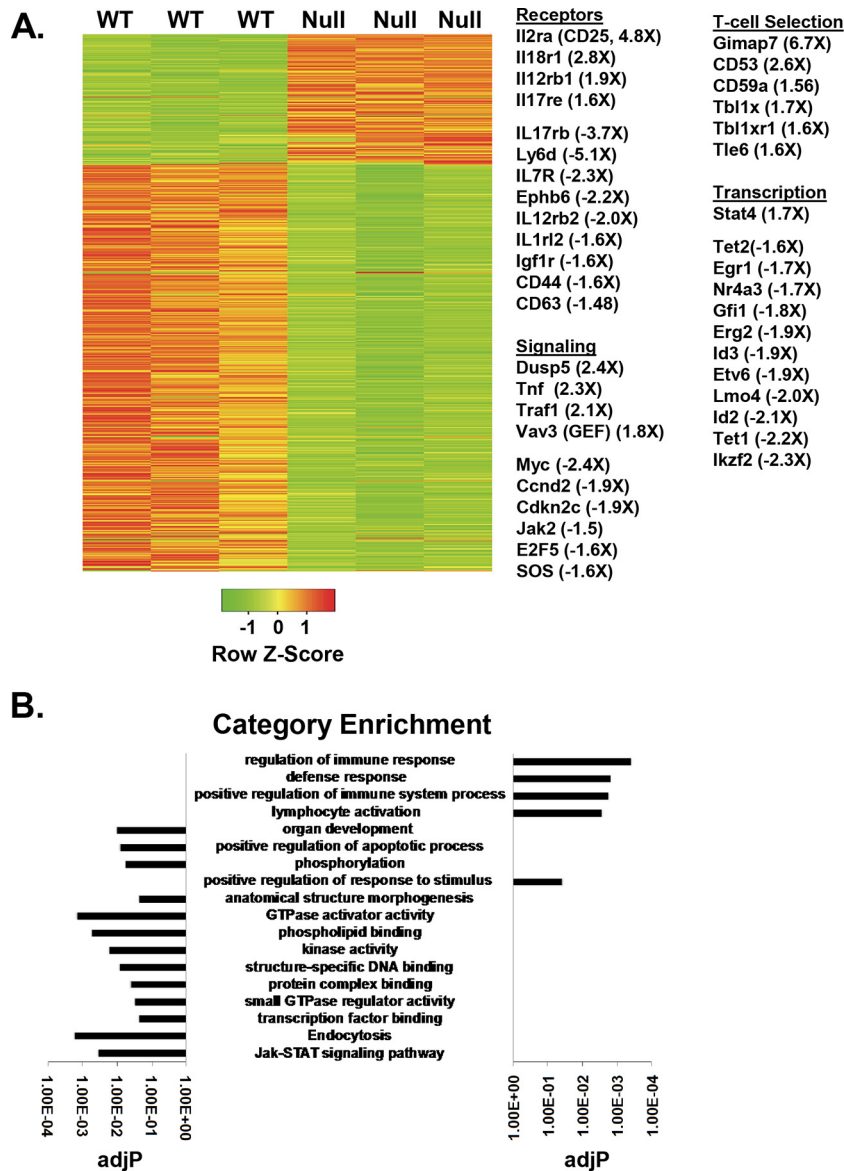 A.
WT WT WT Null Null Null
Receptors
Il2ra (CD25, 4.8X)
Il18r1 (2.8X)
Il12rb1 (1.9X)
Il17re (1.6X)
IL17rb (-3.7X)
Ly6d (-5.1X)
IL7R (-2.3X)
Ephb6 (-2.2X)
IL12rb2 (-2.0X)
IL1rl2 (-1.6X)
Igf1r (-1.6X)
CD44 (-1.6X)
CD63 (-1.48)
Signaling
Dusp5 (2.4X)
Tnf (2.3X)
Traf1 (2.1X)
Vav3 (GEF) (1.8X)
Myc (-2.4X)
Ccnd2 (-1.9X)
Cdkn2c (-1.9X)
Jak2 (-1.5)
E2F5 (-1.6X)
SOS (-1.6X)
T-cell Selection
Gimap7 (6.7X)
CD53 (2.6X)
CD59a (1.56)
Tbl1x (1.7X)
Tbl1xr1 (1.6X)
Tle6 (1.6X)
Transcription
Stat4 (1.7X)
Tet2(-1.6X)
Egr1 (-1.7X)
Nr4a3 (-1.7X)
Gfi1 (-1.8X)
Erg2 (-1.9X)
Id3 (-1.9X)
Etv6 (-1.9X)
Lmo4 (-2.0X)
Id2 (-2.1X)
Tet1 (-2.2X)
Ikzf2 (-2.3X)
-1 0 1
Row Z-Score
B.
Category Enrichment
regulation of immune response
defense response
positive regulation of immune system process
lymphocyte activation
organ development
positive regulation of apoptotic process
phosphorylation
positive regulation of response to stimulus
anatomical structure morphogenesis
GTPase activator activity
phospholipid binding
kinase activity
structure-specific DNA binding
protein complex binding
small GTPase regulator activity
transcription factor binding
Endocytosis
Jak-STAT signaling pathway
1.00E-04 1.00E-03 1.00E-02 1.00E-01 1.00E+00
adjP
1.00E+00 1.00E-01 1.00E-02 1.00E-03 1.00E-04
adjP